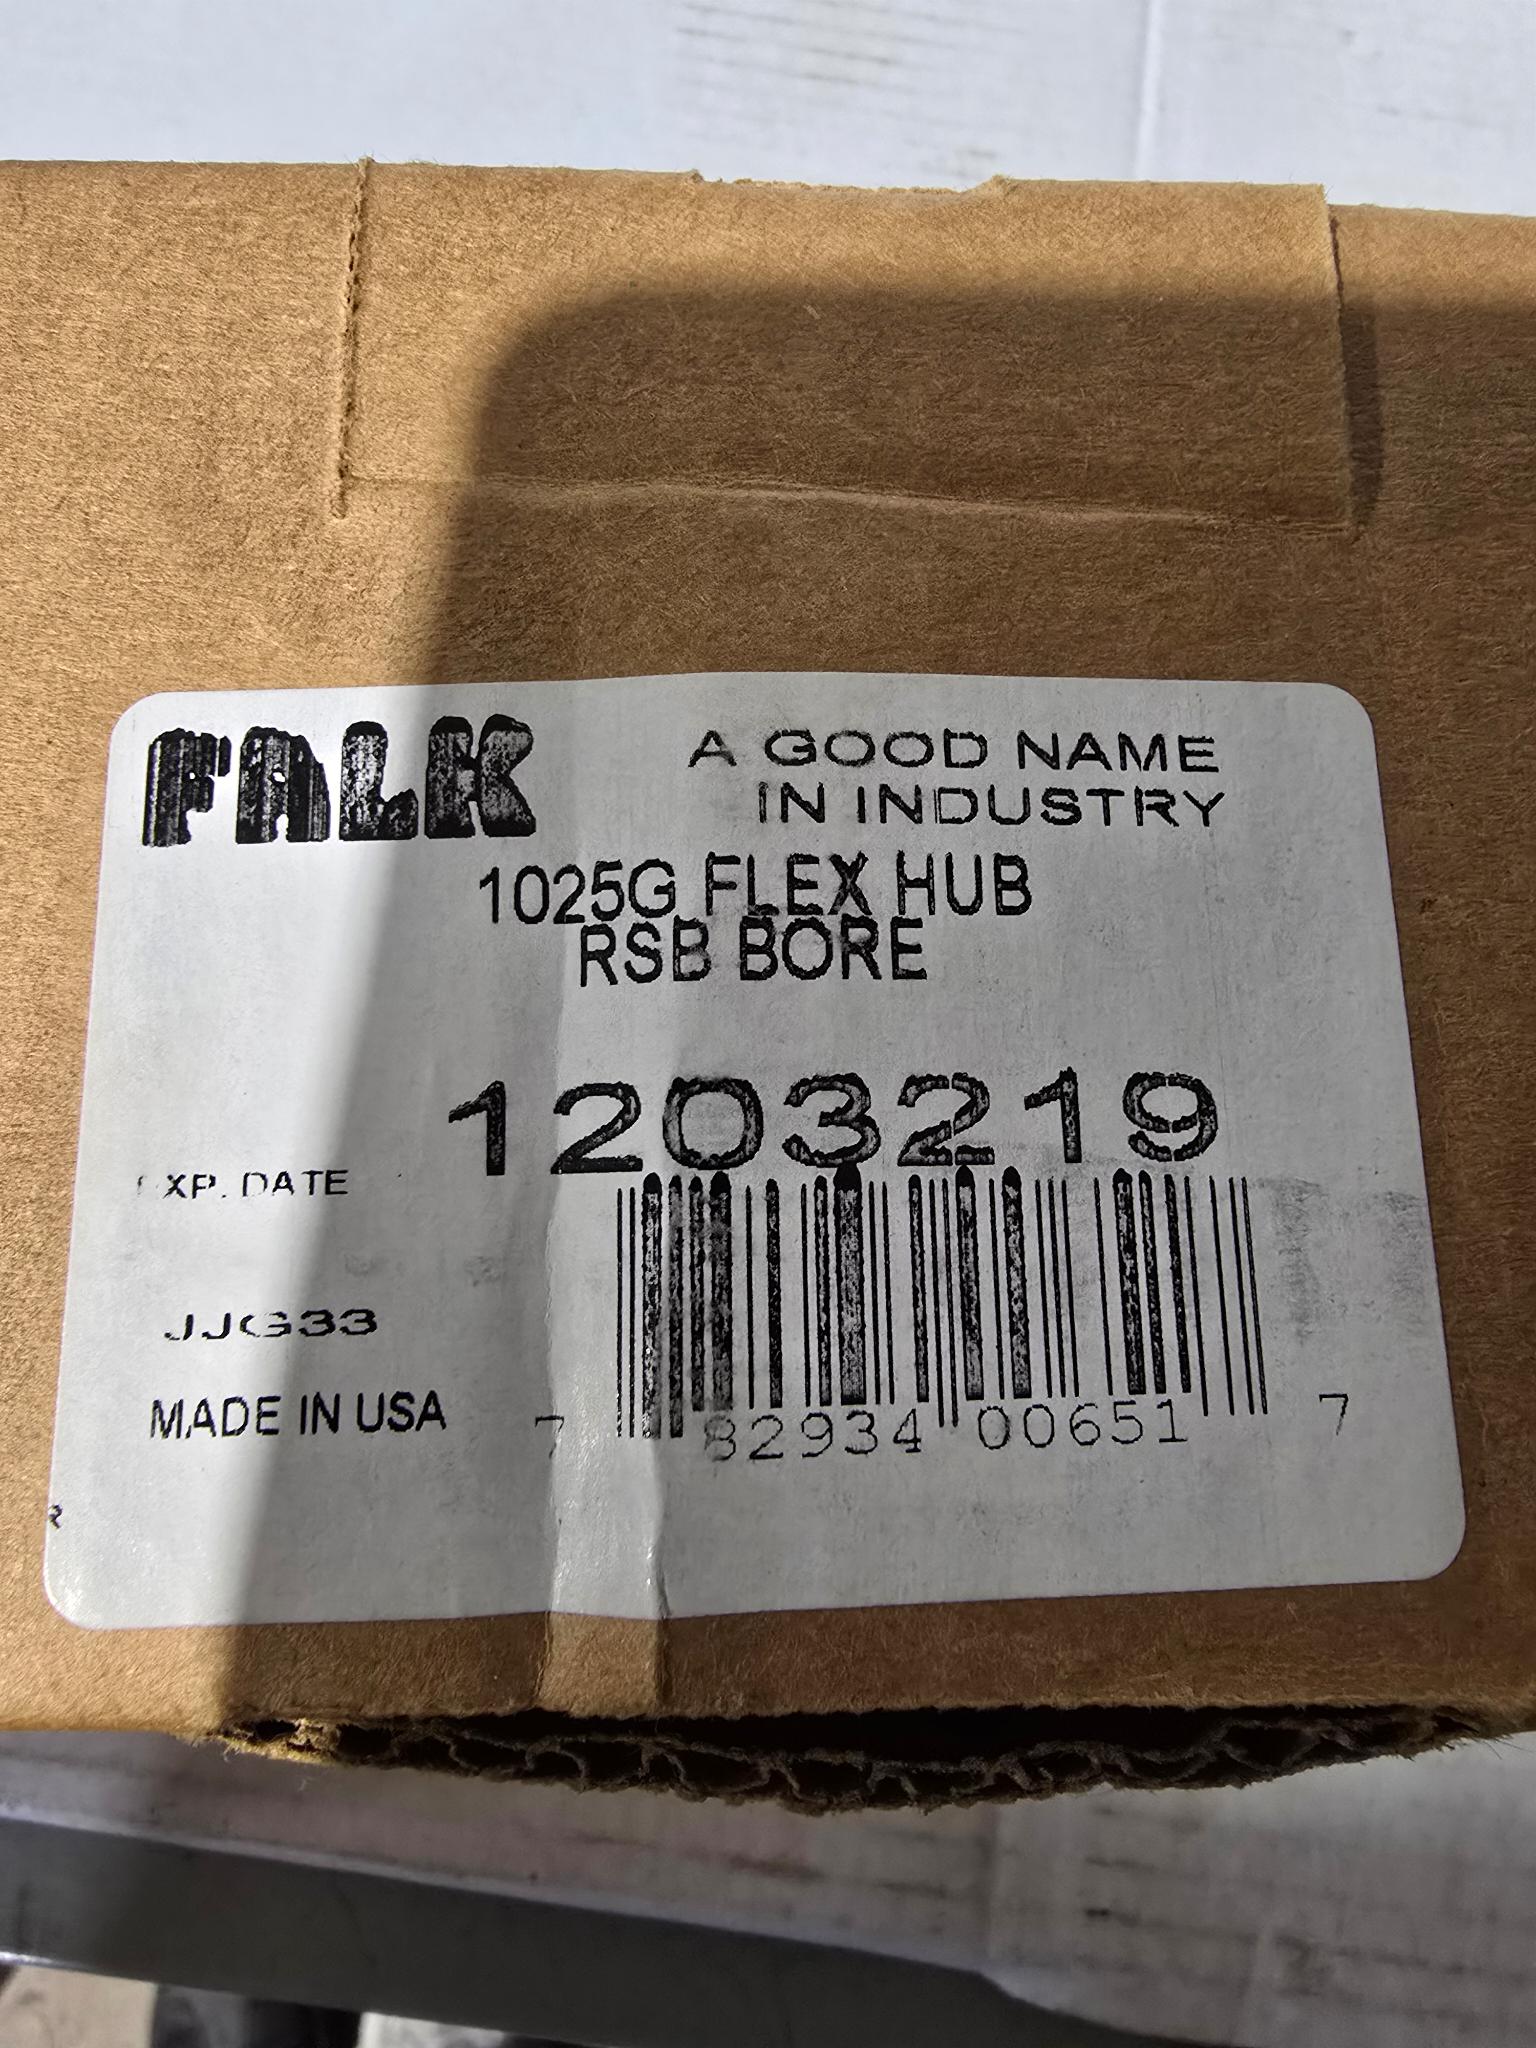 FALK
A GOOD NAME
IN INDUSTRY
1025G FLEX HUB
RSB BORE
1203219
EXP. DATE
JJG33
MADE IN USA
7 82934 00651 7
R